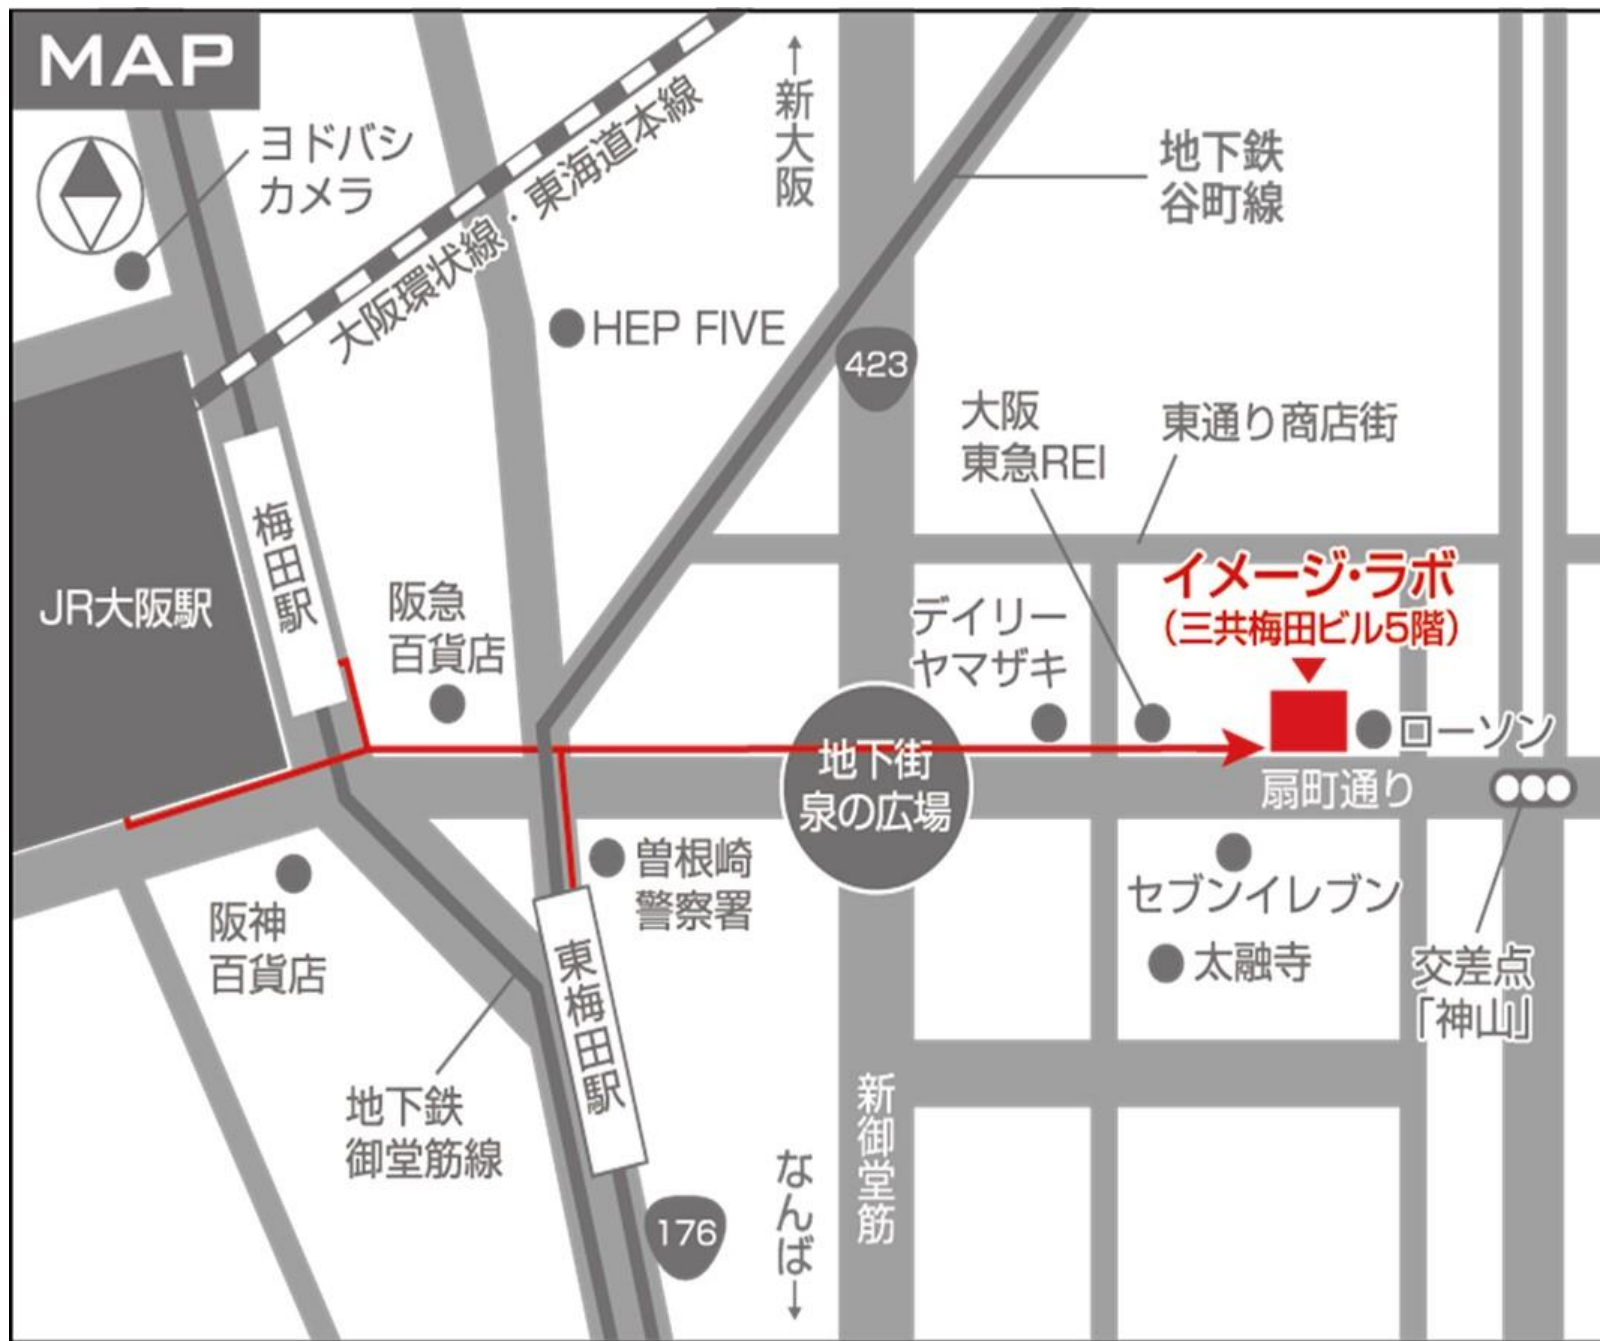 MAP
ヨドバシ
カメラ
大阪環状線・東海道本線
↑新大阪
地下鉄
谷町線
HEP FIVE
423
大阪
東急REI
東通り商店街
梅田駅
JR大阪駅
阪急
百貨店
デイリー
ヤマザキ
イメージ・ラボ
(三共梅田ビル5階)
ローソン
地下街
泉の広場
扇町通り
曽根崎
警察署
阪神
百貨店
セブンイレブン
太融寺
交差点
「神山」
東梅田駅
地下鉄
御堂筋線
新御堂筋
なんば↓
176